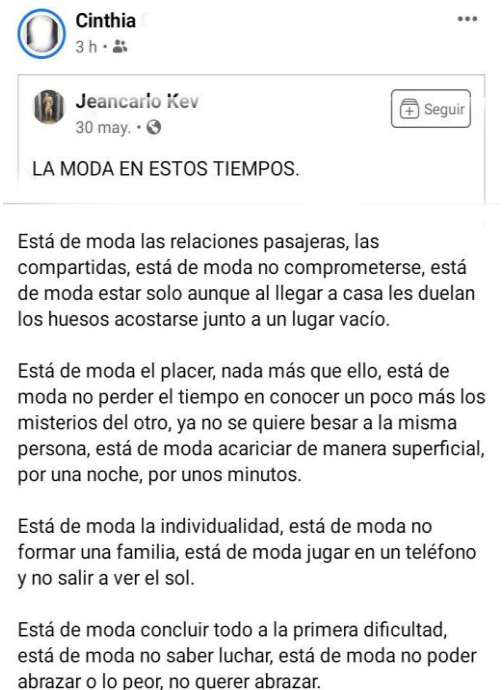 Cinthia
3 h
Jeancarlo Kev
Seguir
30 may.
LA MODA EN ESTOS TIEMPOS.
Está de moda las relaciones pasajeras, las
compartidas, está de moda no comprometerse, está
de moda estar solo aunque al llegar a casa les duelan
los huesos acostarse junto a un lugar vacío.
Está de moda el placer, nada más que ello, está de
moda no perder el tiempo en conocer un poco más los
misterios del otro, ya no se quiere besar a la misma
persona, está de moda acariciar de manera superficial,
por una noche, por unos minutos.
Está de moda la individualidad, está de moda no
formar una familia, está de moda jugar en un teléfono
y no salir a ver el sol.
Está de moda concluir todo a la primera dificultad,
está de moda no saber luchar, está de moda no poder
abrazar o lo peor, no querer abrazar.